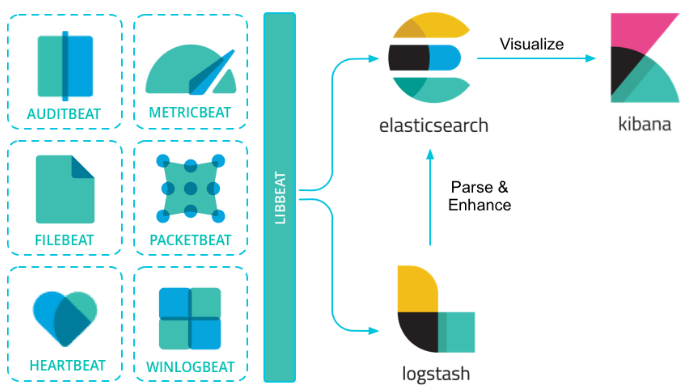 AUDITBEAT
METRICBEAT
FILEBEAT
PACKETBEAT
HEARTBEAT
WINLOGBEAT
LIBBEAT
elasticsearch
Visualize
kibana
Parse &
Enhance
logstash